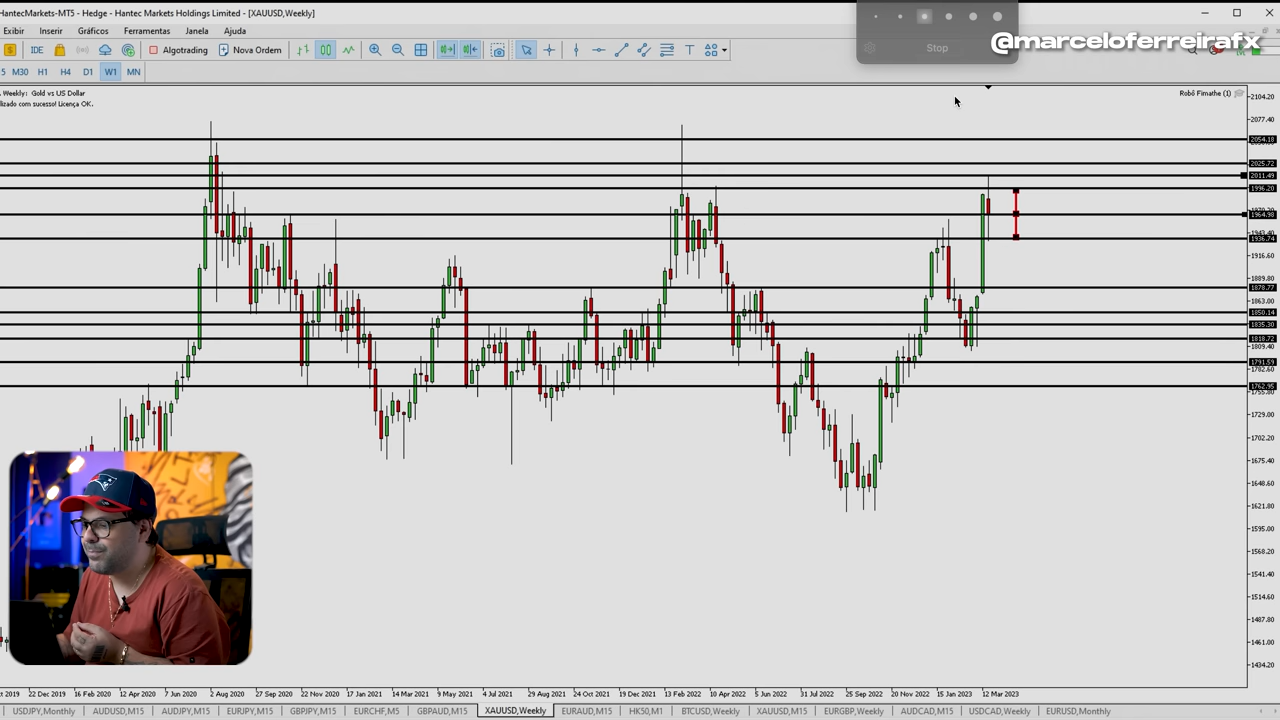 HantecMarkets-MT5 - Hedge - Hantec Markets Holdings Limited - [XAUUSD,Weekly]
Exibir Inserir Gráficos Ferramentas Janela Ajuda
Stop
@marceloferreirafx
IDE Algotrading Nova Ordem
5 M30 H1 H4 D1 W1 MN
Weekly: Gold vs US Dollar
lizado com sucesso! Licença OK.
Robô Fimathe (1)
2104.20
2077.40
2054.18
2025.72
2011.49
1996.20
1964.98
1936.74
1916.60
1889.80
1878.77
1863.00
1850.14
1835.30
1818.72
1809.40
1791.59
1782.60
1762.95
1729.00
1702.20
1675.40
1648.60
1621.80
1595.00
1568.20
1541.40
1514.60
1487.80
1461.00
1434.20
22 Dec 2019 16 Feb 2020 12 Apr 2020 7 Jun 2020 2 Aug 2020 27 Sep 2020 22 Nov 2020 17 Jan 2021 14 Mar 2021 9 May 2021 4 Jul 2021 29 Aug 2021 24 Oct 2021 19 Dec 2021 13 Feb 2022 10 Apr 2022 5 Jun 2022 31 Jul 2022 25 Sep 2022 20 Nov 2022 15 Jan 2023 12 Mar 2023
USDJPY,Monthly AUDUSD,M15 AUDJPY,M15 EURJPY,M15 GBPJPY,M15 EURCHF,M5 GBPAUD,M15 XAUUSD,Weekly EURAUD,M15 HK50,M1 BTCUSD,Weekly XAUUSD,M15 EURGBP,Weekly AUDCAD,M15 USDCAD,Weekly EURUSD,Monthly